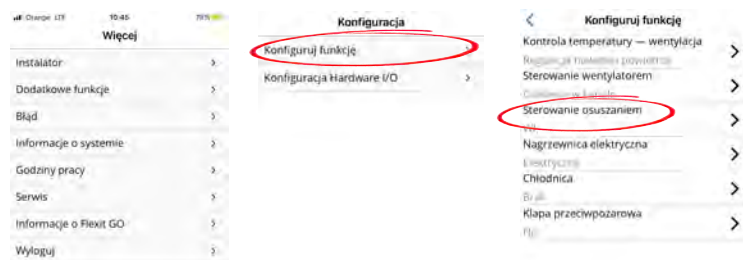 Orange LTE 10:45 79%
Więcej
Instalator
Dodatkowe funkcje
Błąd
Informacje o systemie
Godziny pracy
Serwis
Informacje o Flexit GO
Wyloguj
Konfiguracja
Konfiguruj funkcję
Konfiguracja Hardware I/O
Konfiguruj funkcję
Kontrola temperatury — wentylacja
Regulacja nawiewu powietrza
Sterowanie wentylatorem
Sterowanie osuszaniem
Nagrzewnica elektryczna
Elektryczna
Chłodnica
Brak
Klapa przeciwpożarowa